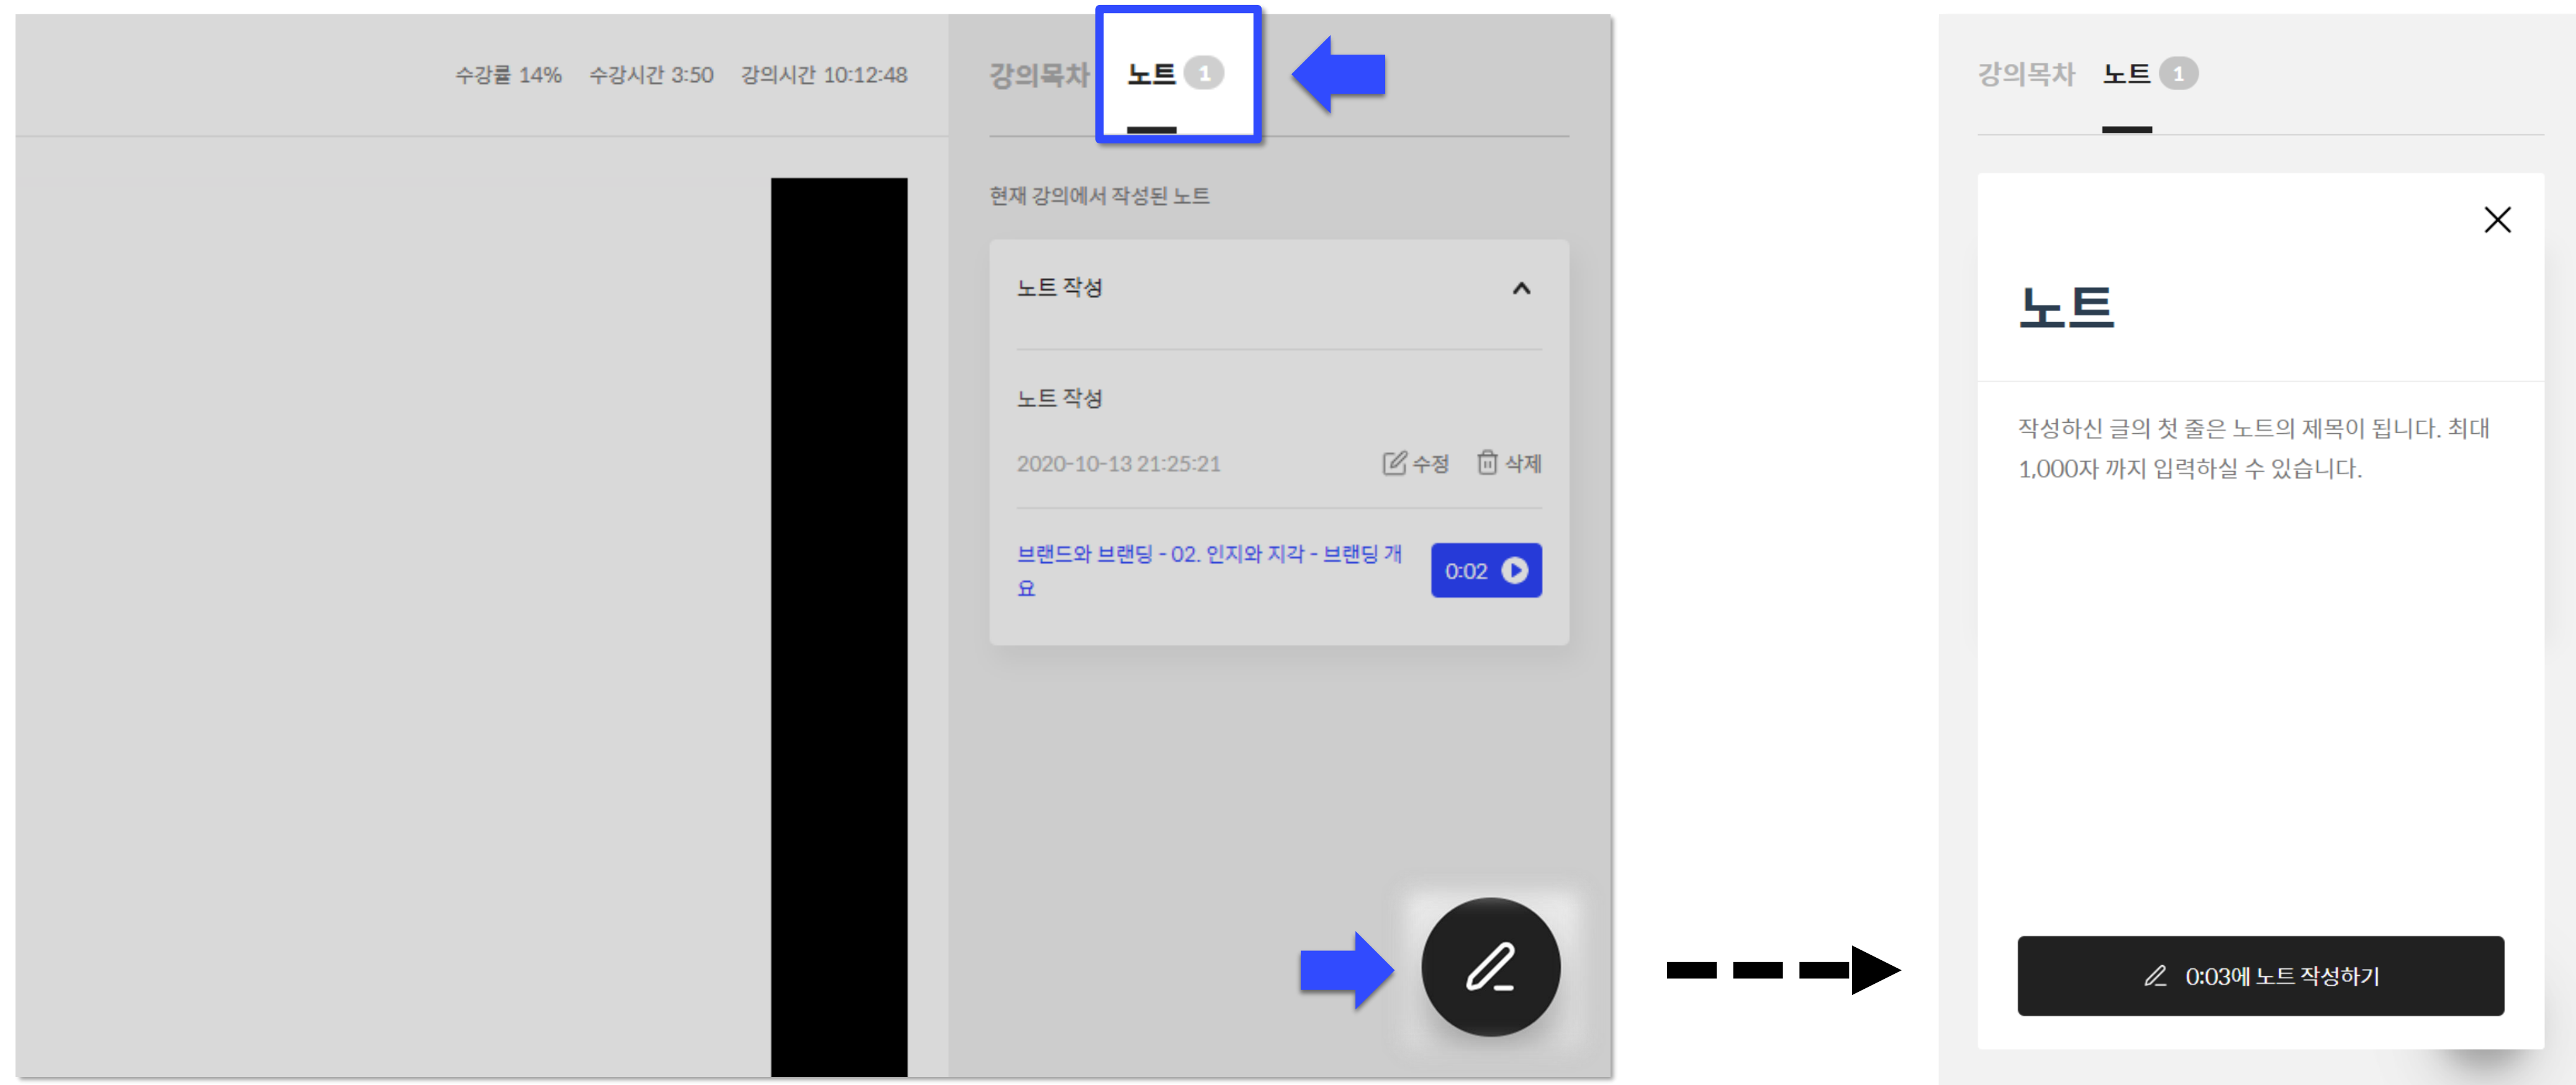 수강률 14% 수강시간 3:50 강의시간 10:12:48
강의목차 노트 1
현재 강의에서 작성된 노트
노트 작성
노트 작성
2020-10-13 21:25:21 수정 삭제
브랜드와 브랜딩 - 02. 인지와 지각 - 브랜딩 개
요
0:02
강의목차 노트 1
노트
작성하신 글의 첫 줄은 노트의 제목이 됩니다. 최대
1,000자 까지 입력하실 수 있습니다.
0:03에 노트 작성하기